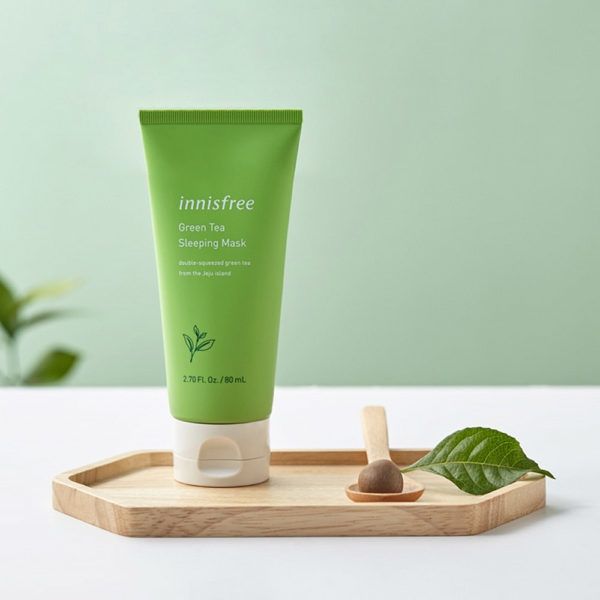 innisfree
Green Tea
Sleeping Mask
double-squeezed green tea
from the Jeju island
2.70 Fl. Oz. / 80 mL